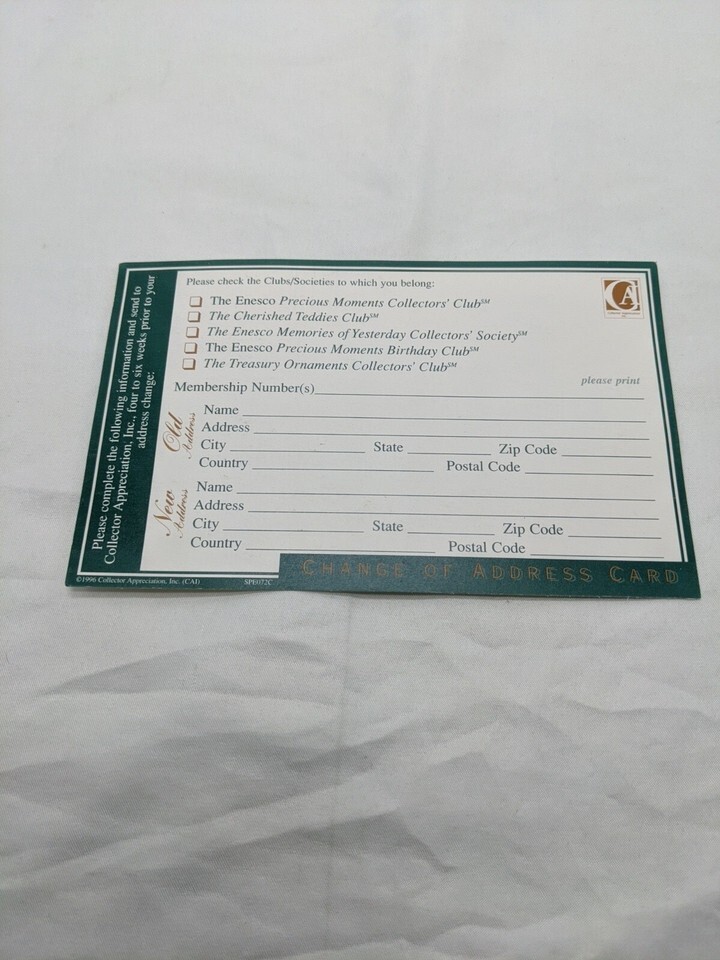 Please complete the following information and send to
Collector Appreciation, Inc., four to six weeks prior to your
address change:
Please check the Clubs/Societies to which you belong:
❑ The Enesco Precious Moments Collectors' Club℠
❑ The Cherished Teddies Club℠
❑ The Enesco Memories of Yesterday Collectors' Society℠
❑ The Enesco Precious Moments Birthday Club℠
❑ The Treasury Ornaments Collectors' Club℠
please print
Membership Number(s)
Old Address
Name
Address
City State Zip Code
Country Postal Code
New Address
Name
Address
City State Zip Code
Country Postal Code
CHANGE OF ADDRESS CARD
©1996 Collector Appreciation, Inc. (CAI)
CAI